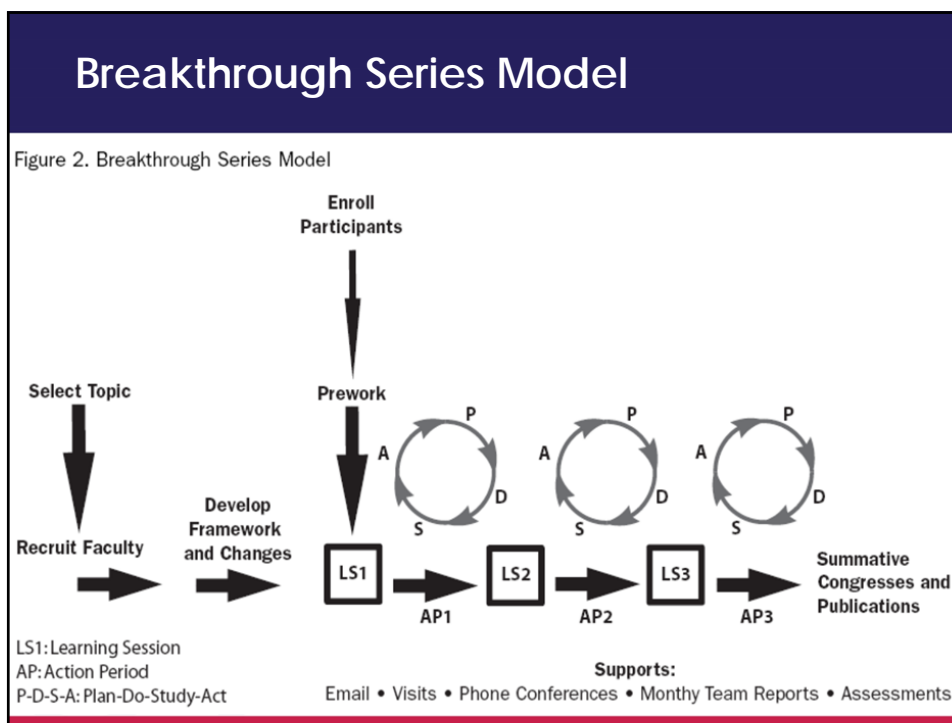 Breakthrough Series Model
Figure 2. Breakthrough Series Model
Enroll
Participants
Select Topic
Prework
P
A
D
S
P
A
D
S
P
A
D
S
Recruit Faculty
Develop
Framework
and Changes
LS1
AP1
LS2
AP2
LS3
AP3
Summative
Congresses and
Publications
LS1: Learning Session
AP: Action Period
P-D-S-A: Plan-Do-Study-Act
Supports:
Email • Visits • Phone Conferences • Monthy Team Reports • Assessments